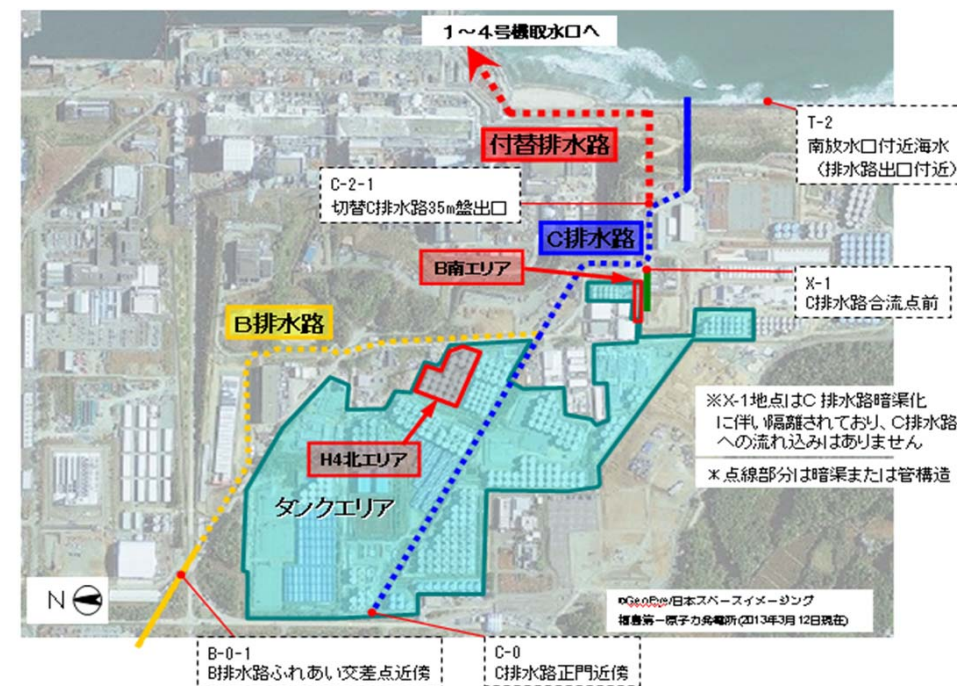 1~4号機取水口へ
T-2
南放水口付近海水
(排水路出口付近)
付替排水路
C-2-1
切替C排水路35m盤出口
C排水路
B南エリア
X-1
C排水路合流点前
B排水路
※X-1地点はC 排水路暗渠化
に伴い隔離されており、C排水路
への流れ込みはありません
H4北エリア
*点線部分は暗渠または管構造
タンクエリア
N
©GeoEye/日本スペースイメージング
福島第一原子力発電所(2013年3月12日現在)
B-0-1
B排水路ふれあい交差点近傍
C-0
C排水路正門近傍